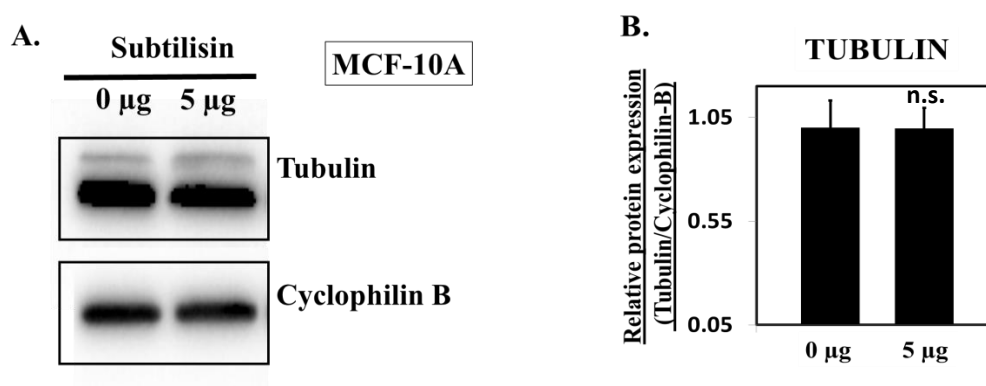 A.
Subtilisin
0 µg 5 µg
MCF-10A
Tubulin
Cyclophilin B
B.
TUBULIN
Relative protein expression
(Tubulin/Cyclophilin-B)
n.s.
1.05
0.55
0.05
0 µg 5 µg